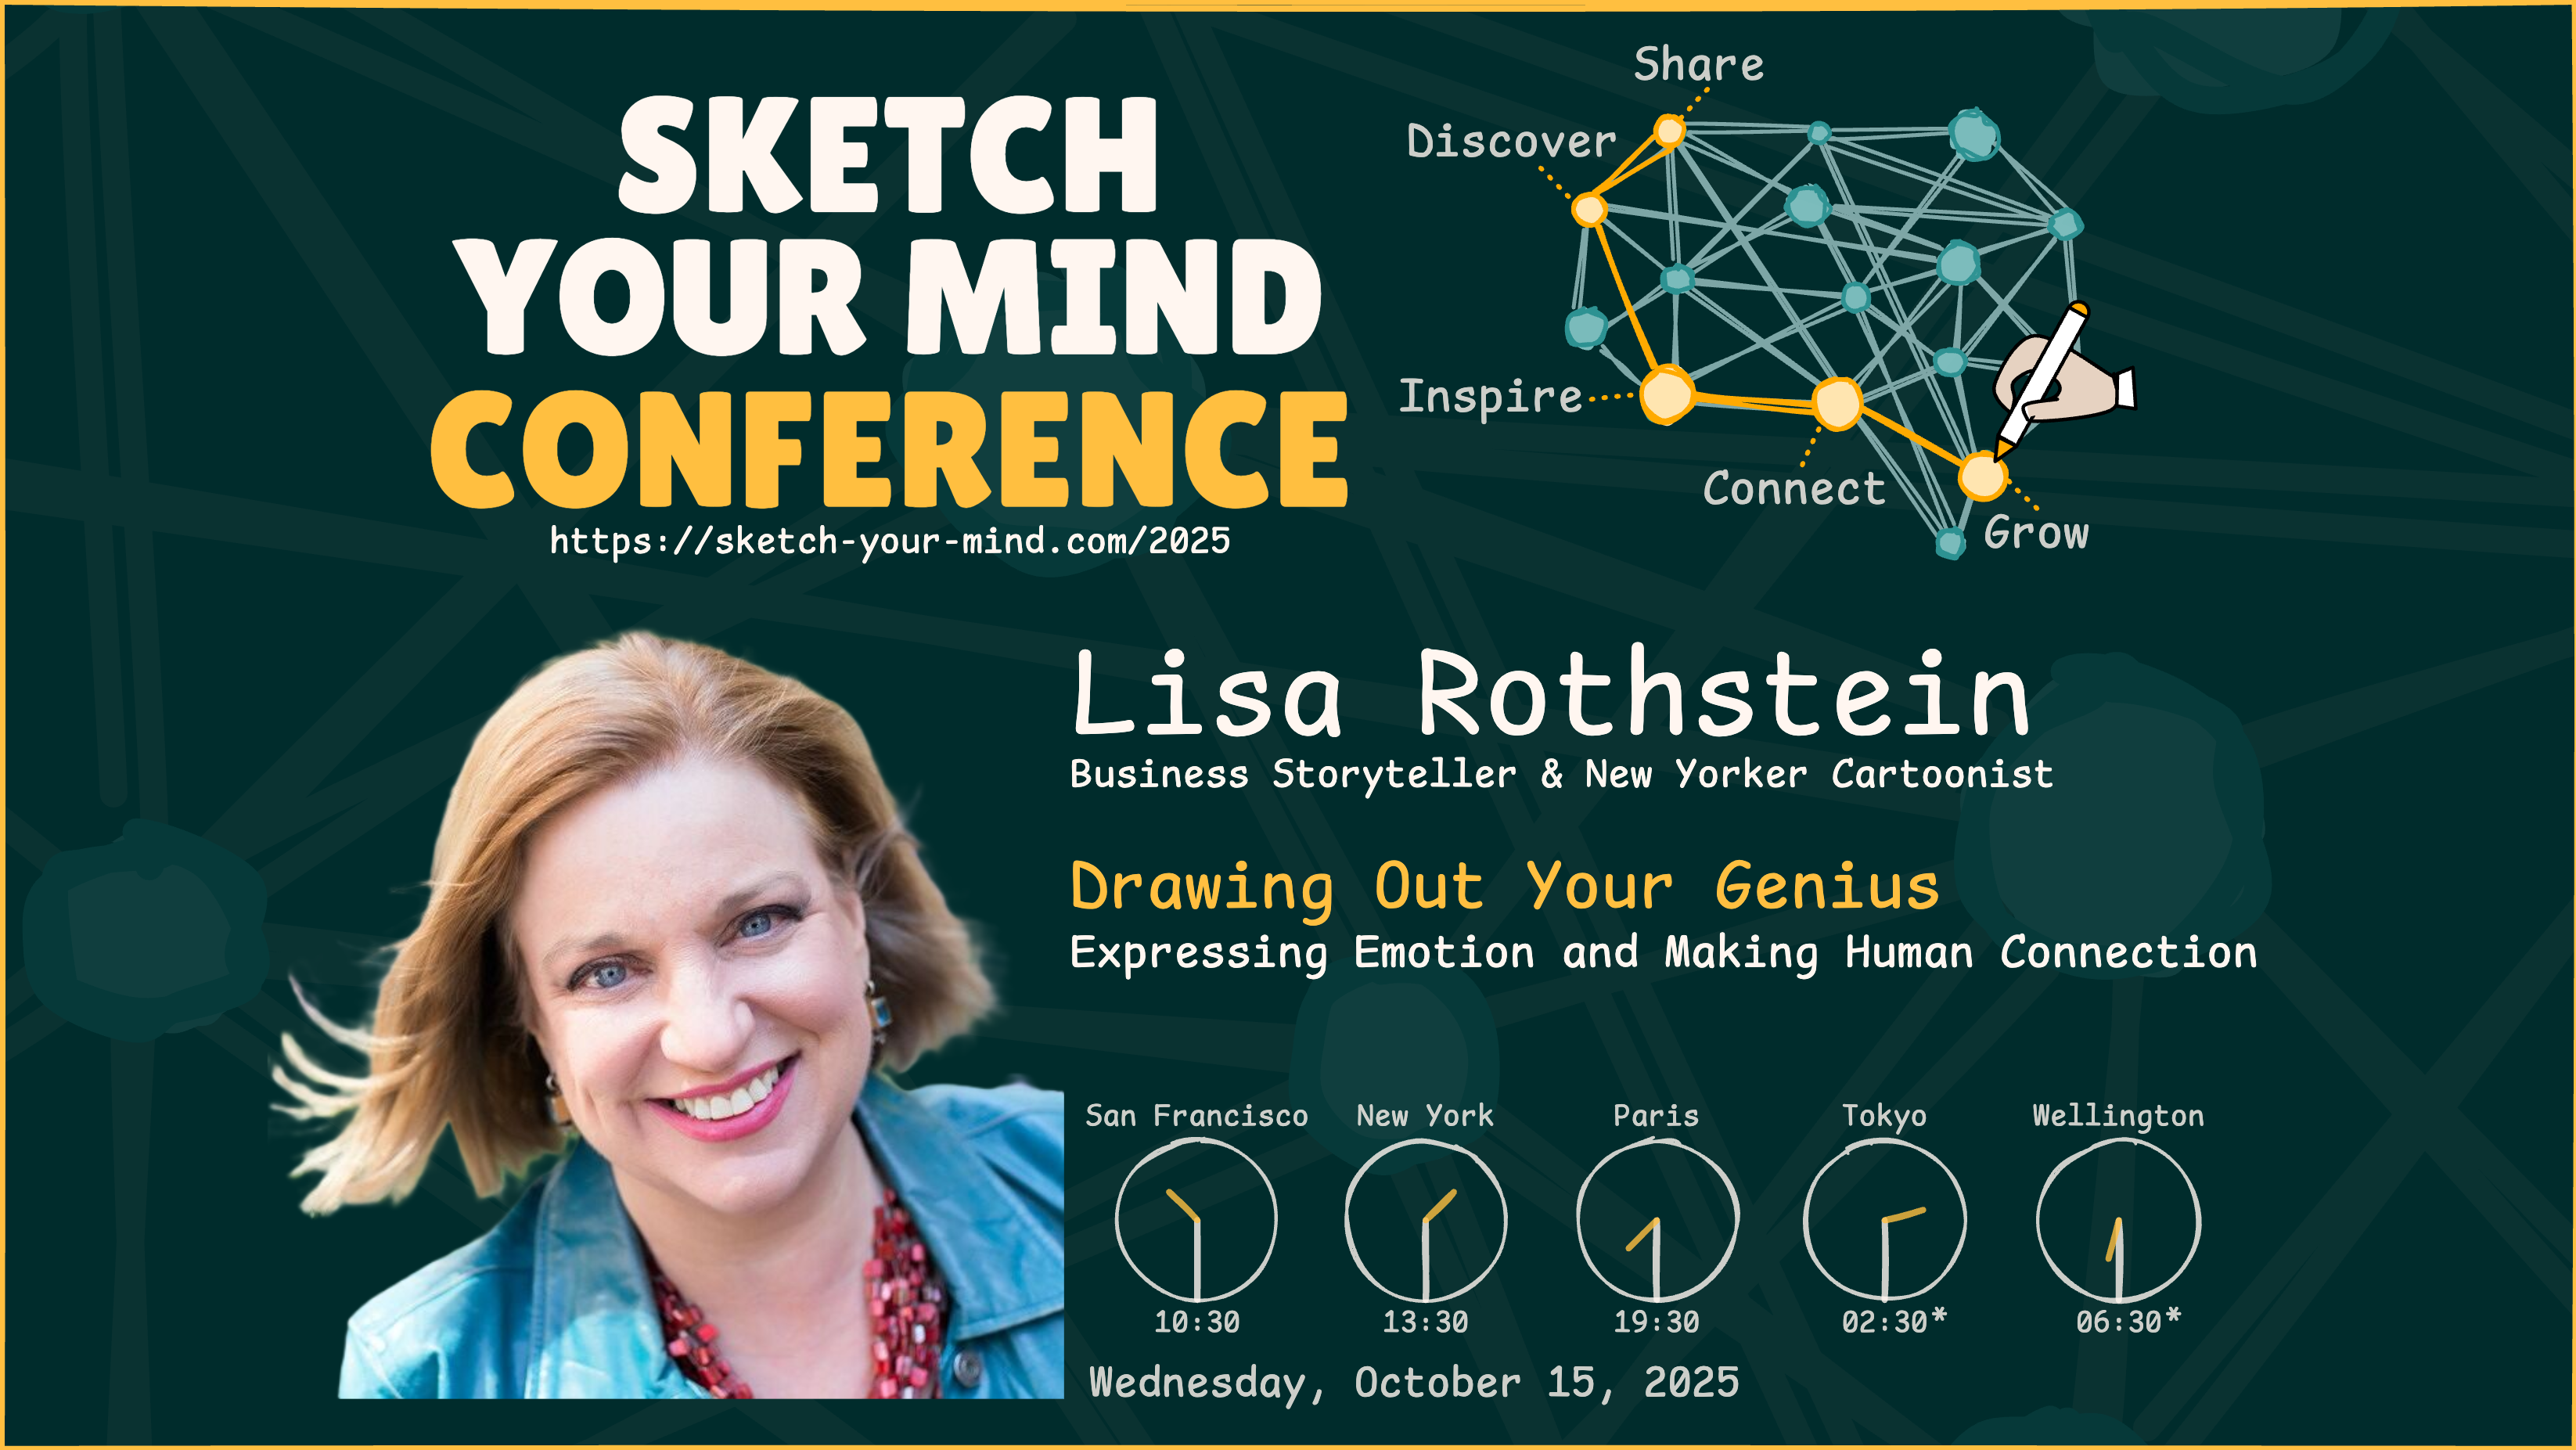 SKETCH
YOUR MIND
CONFERENCE
https://sketch-your-mind.com/2025
Share
Discover
Inspire
Connect
Grow
Lisa Rothstein
Business Storyteller & New Yorker Cartoonist
Drawing Out Your Genius
Expressing Emotion and Making Human Connection
San Francisco New York Paris Tokyo Wellington
10:30 13:30 19:30 02:30* 06:30*
Wednesday, October 15, 2025